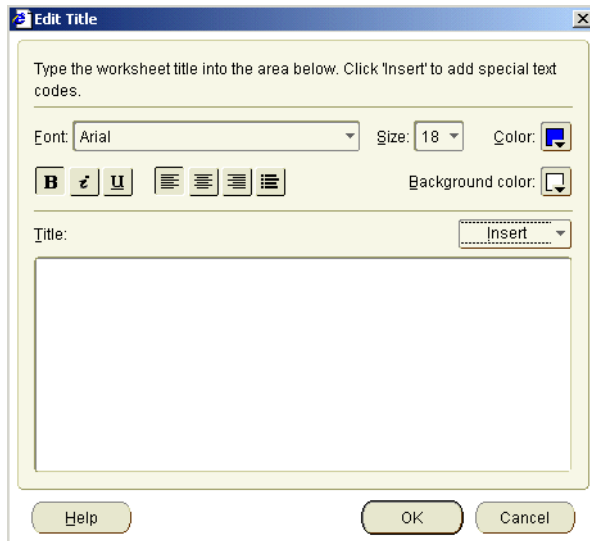 Edit Title
Type the worksheet title into the area below. Click 'Insert' to add special text
codes.
Font: Arial Size: 18 Color:
B i U Background color:
Title: Insert
Help OK Cancel